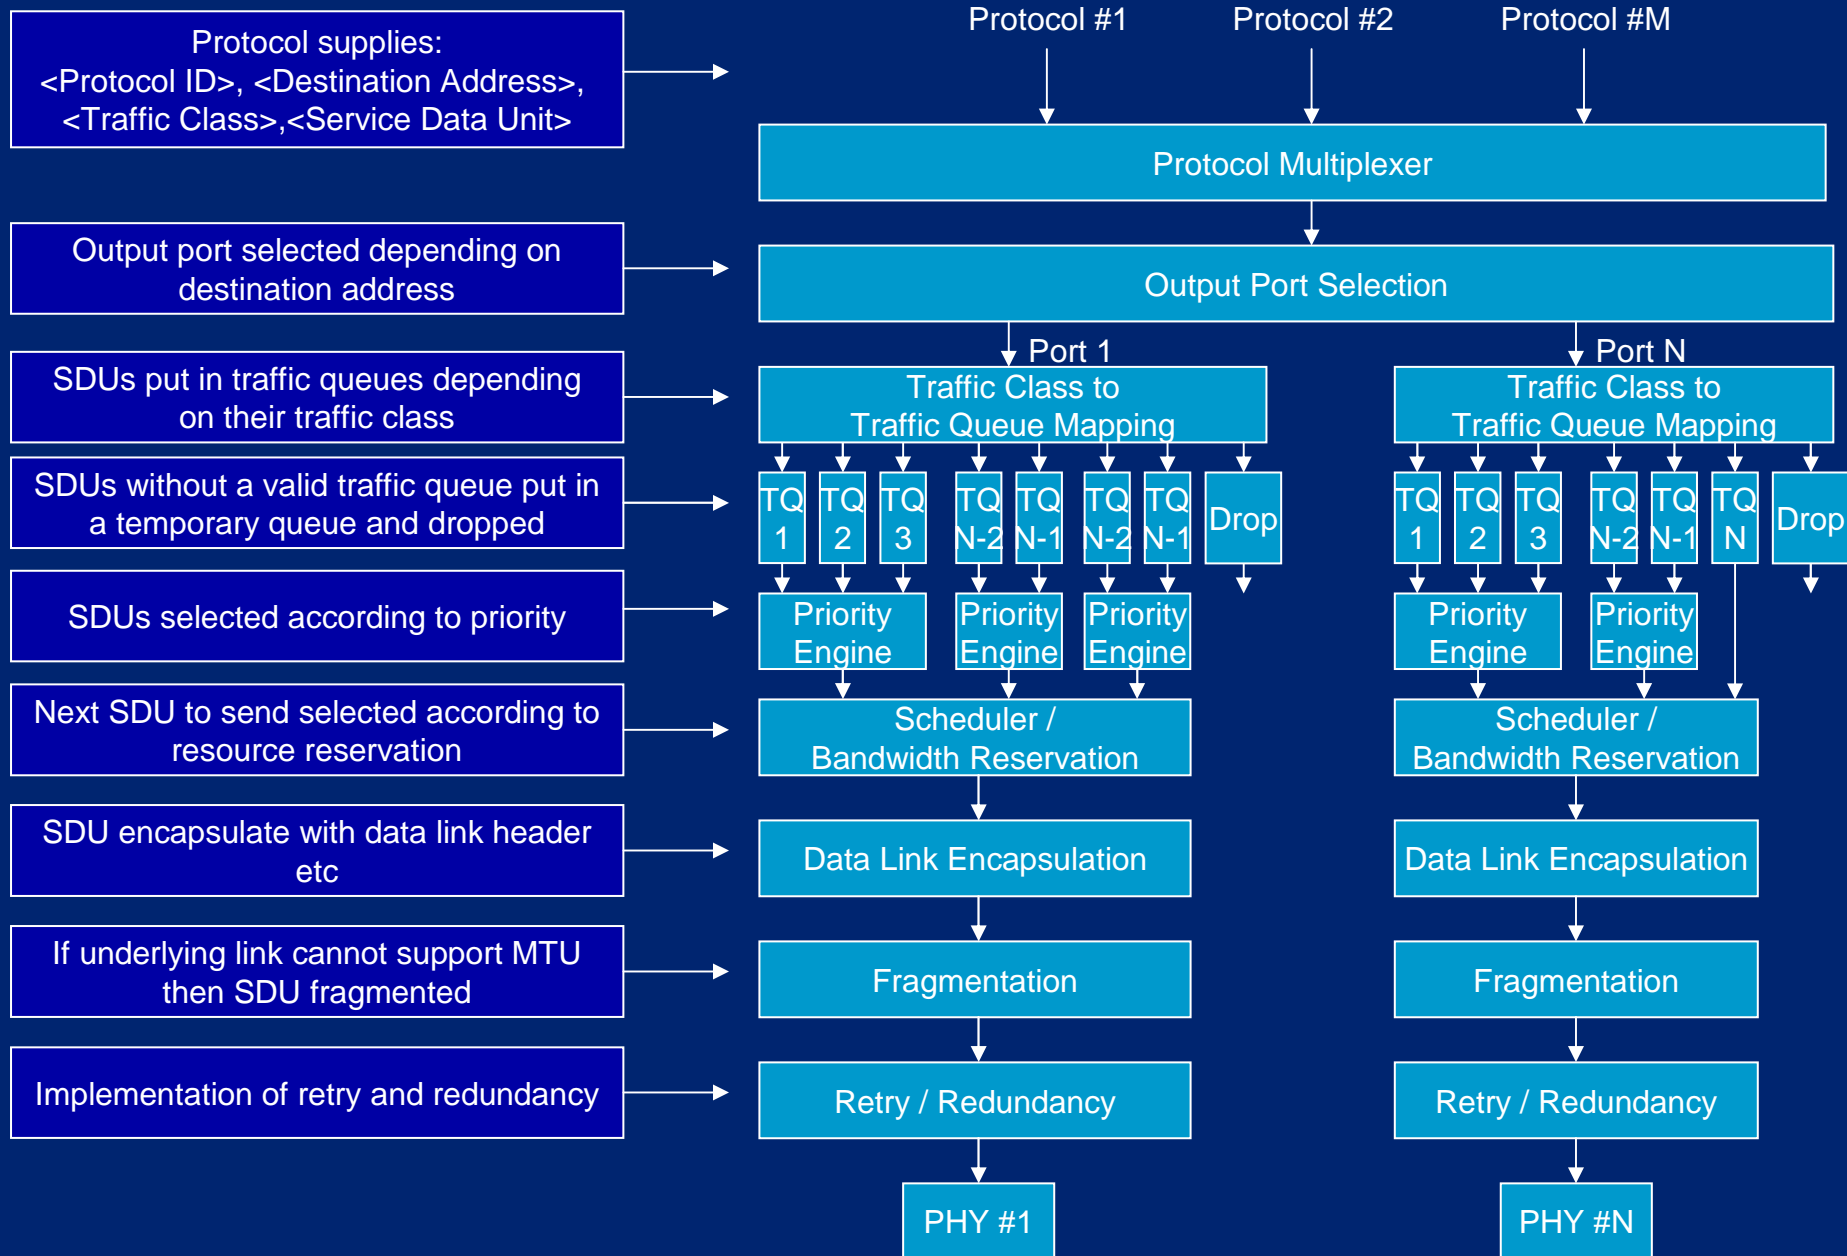 Protocol supplies:
<Protocol ID>, <Destination Address>,
<Traffic Class>,<Service Data Unit>
Protocol #1
Protocol #2
Protocol #M
Protocol Multiplexer
Output port selected depending on
destination address
Output Port Selection
Port 1
Port N
SDUs put in traffic queues depending
on their traffic class
Traffic Class to
Traffic Queue Mapping
Traffic Class to
Traffic Queue Mapping
SDUs without a valid traffic queue put in
a temporary queue and dropped
TQ
1
TQ
2
TQ
3
TQ
N-2
TQ
N-1
TQ
N-2
TQ
N-1
Drop
TQ
1
TQ
2
TQ
3
TQ
N-2
TQ
N-1
TQ
N
Drop
SDUs selected according to priority
Priority
Engine
Priority
Engine
Priority
Engine
Priority
Engine
Priority
Engine
Next SDU to send selected according to
resource reservation
Scheduler /
Bandwidth Reservation
Scheduler /
Bandwidth Reservation
SDU encapsulate with data link header
etc
Data Link Encapsulation
Data Link Encapsulation
If underlying link cannot support MTU
then SDU fragmented
Fragmentation
Fragmentation
Implementation of retry and redundancy
Retry / Redundancy
Retry / Redundancy
PHY #1
PHY #N